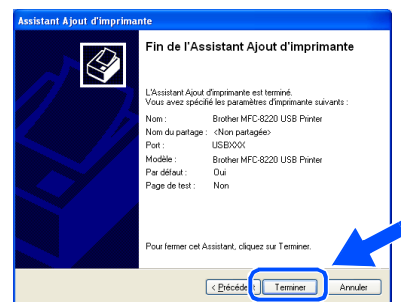 Assistant Ajout d'imprimante
Fin de l'Assistant Ajout d'imprimante
L'Assistant Ajout d'imprimante est terminé.
Vous avez spécifié les paramètres d'imprimante suivants :
Nom : Brother MFC-8220 USB Printer
Nom du partage : <Non partagée>
Port : USBXXX
Modèle : Brother MFC-8220 USB Printer
Par défaut : Oui
Page de test : Non
Pour fermer cet Assistant, cliquez sur Terminer.
< Précédent Terminer Annuler